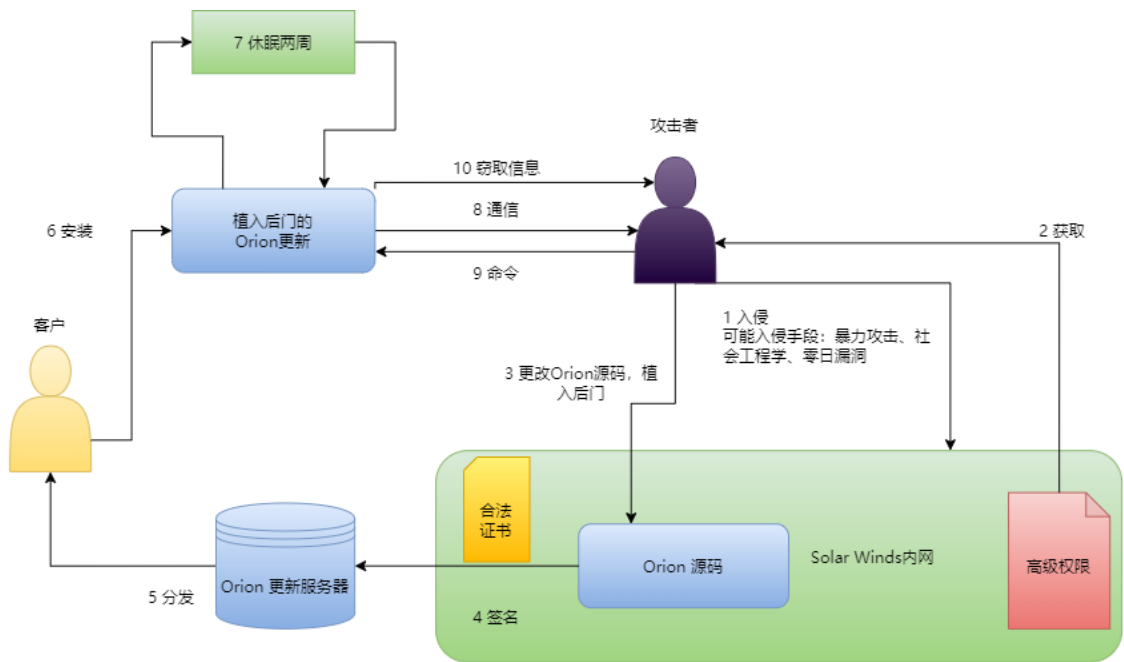 7 休眠两周
攻击者
10 窃取信息
植入后门的
Orion更新
8 通信
6 安装
2 获取
9 命令
客户
1 入侵
可能入侵手段：暴力攻击、社
会工程学、零日漏洞
3 更改Orion源码，植
入后门
合法
证书
Orion 源码
Solar Winds内网
高级权限
Orion 更新服务器
5 分发
4 签名